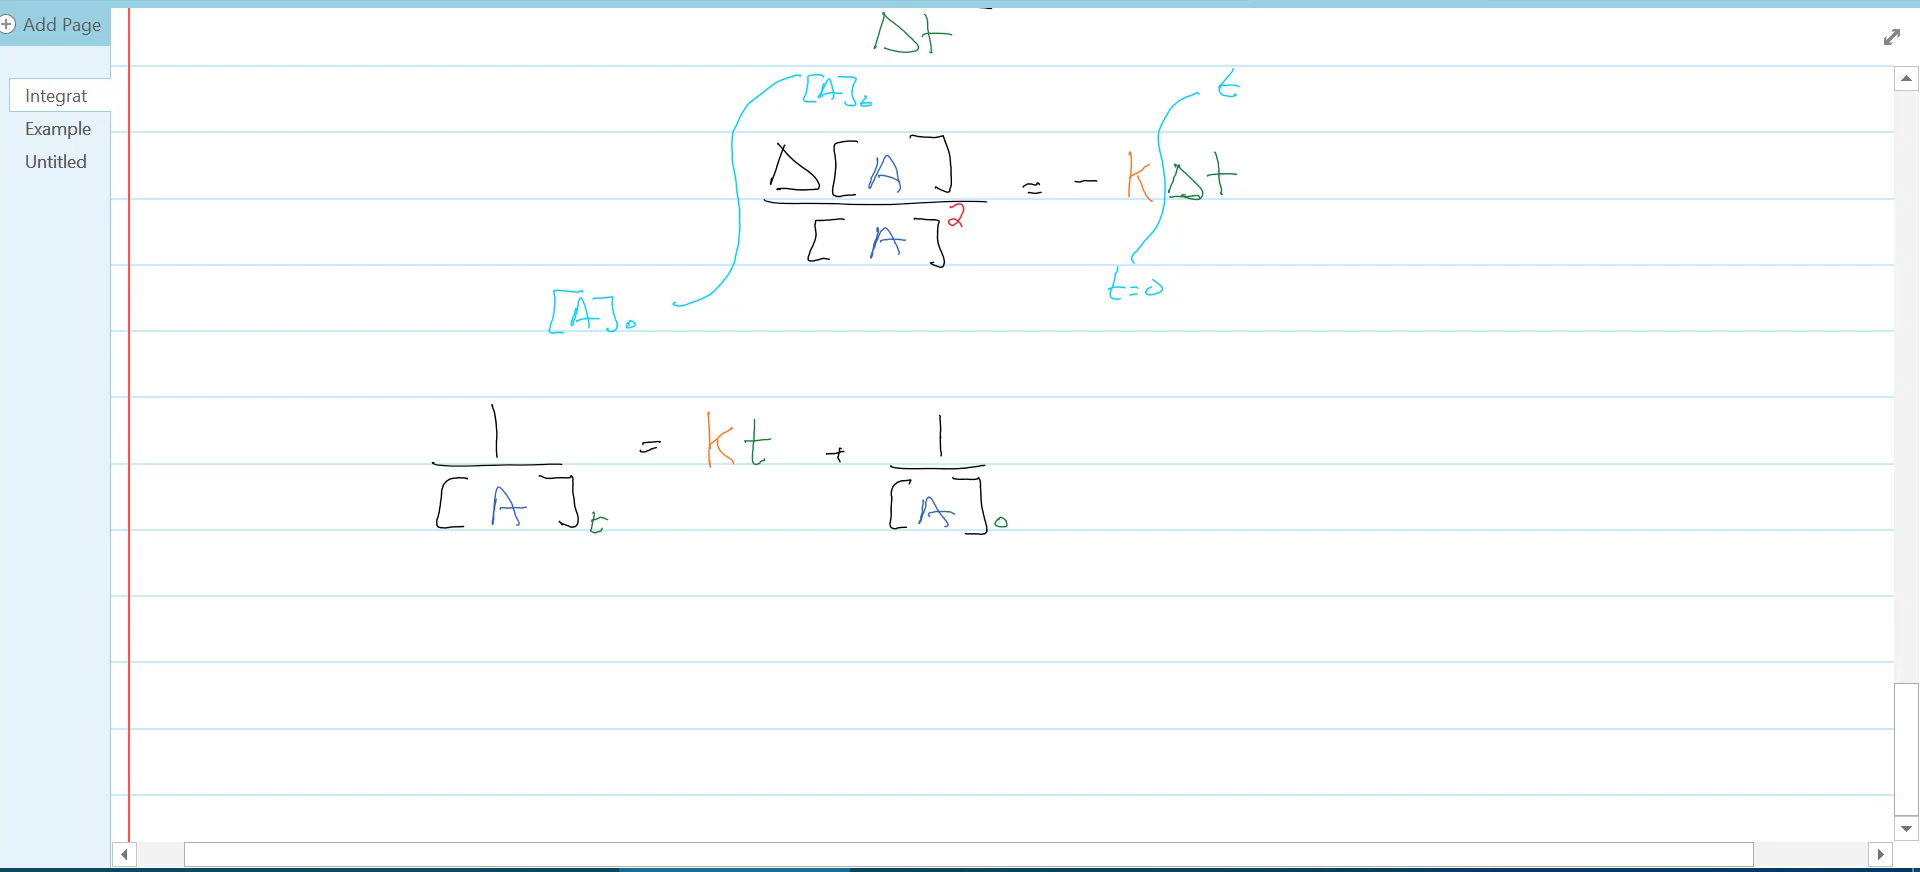 Add Page
Integrat
Example
Untitled
Δt
[A]t t
Δ[A] = - k Δt
[A]²
[A]₀ t=0
1 = kt + 1
[A]t [A]₀